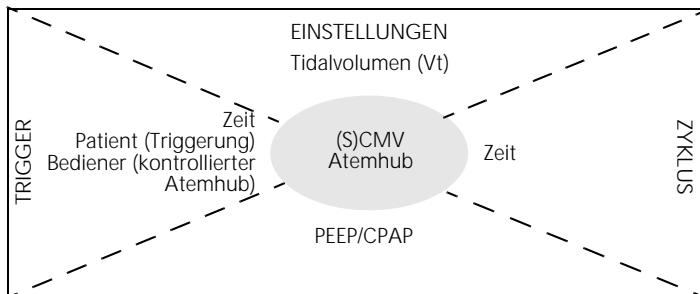 EINSTELLUNGEN
Tidalvolumen (Vt)
TRIGGER
Zeit
Patient (Triggerung)
Bediener (kontrollierter
Atemhub)
(S)CMV
Atemhub
Zeit
ZYKLUS
PEEP/CPAP